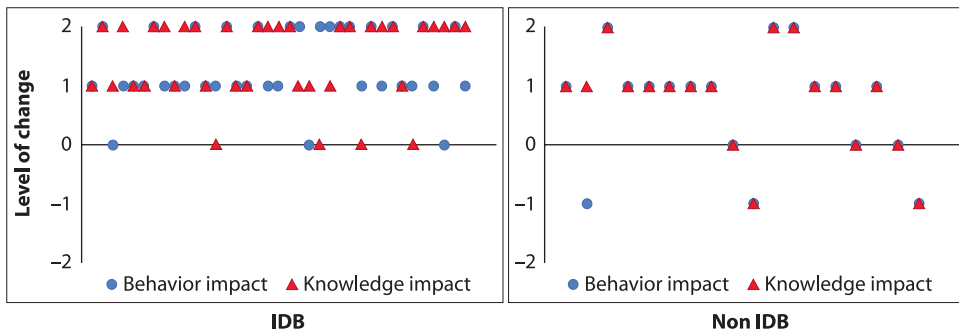 Level of change
2
1
0
−1
−2
Behavior impact
Knowledge impact
IDB
2
1
0
−1
−2
Behavior impact
Knowledge impact
Non IDB